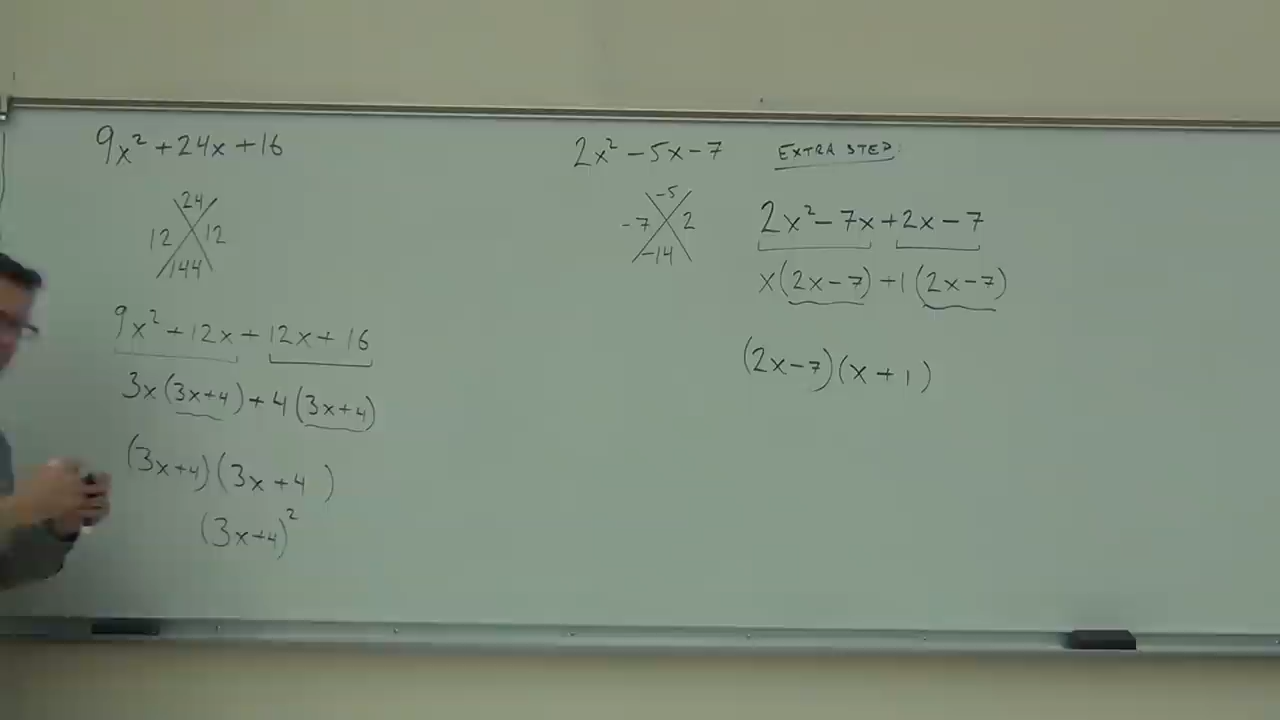 9x² + 24x + 16
24
12 12
144
9x² + 12x + 12x + 16
3x(3x+4) + 4(3x+4)
(3x+4)(3x+4)
(3x+4)²
2x² - 5x - 7
-5
-7 2
-14
EXTRA STEP:
2x² - 7x + 2x - 7
x(2x-7) + 1(2x-7)
(2x-7)(x+1)